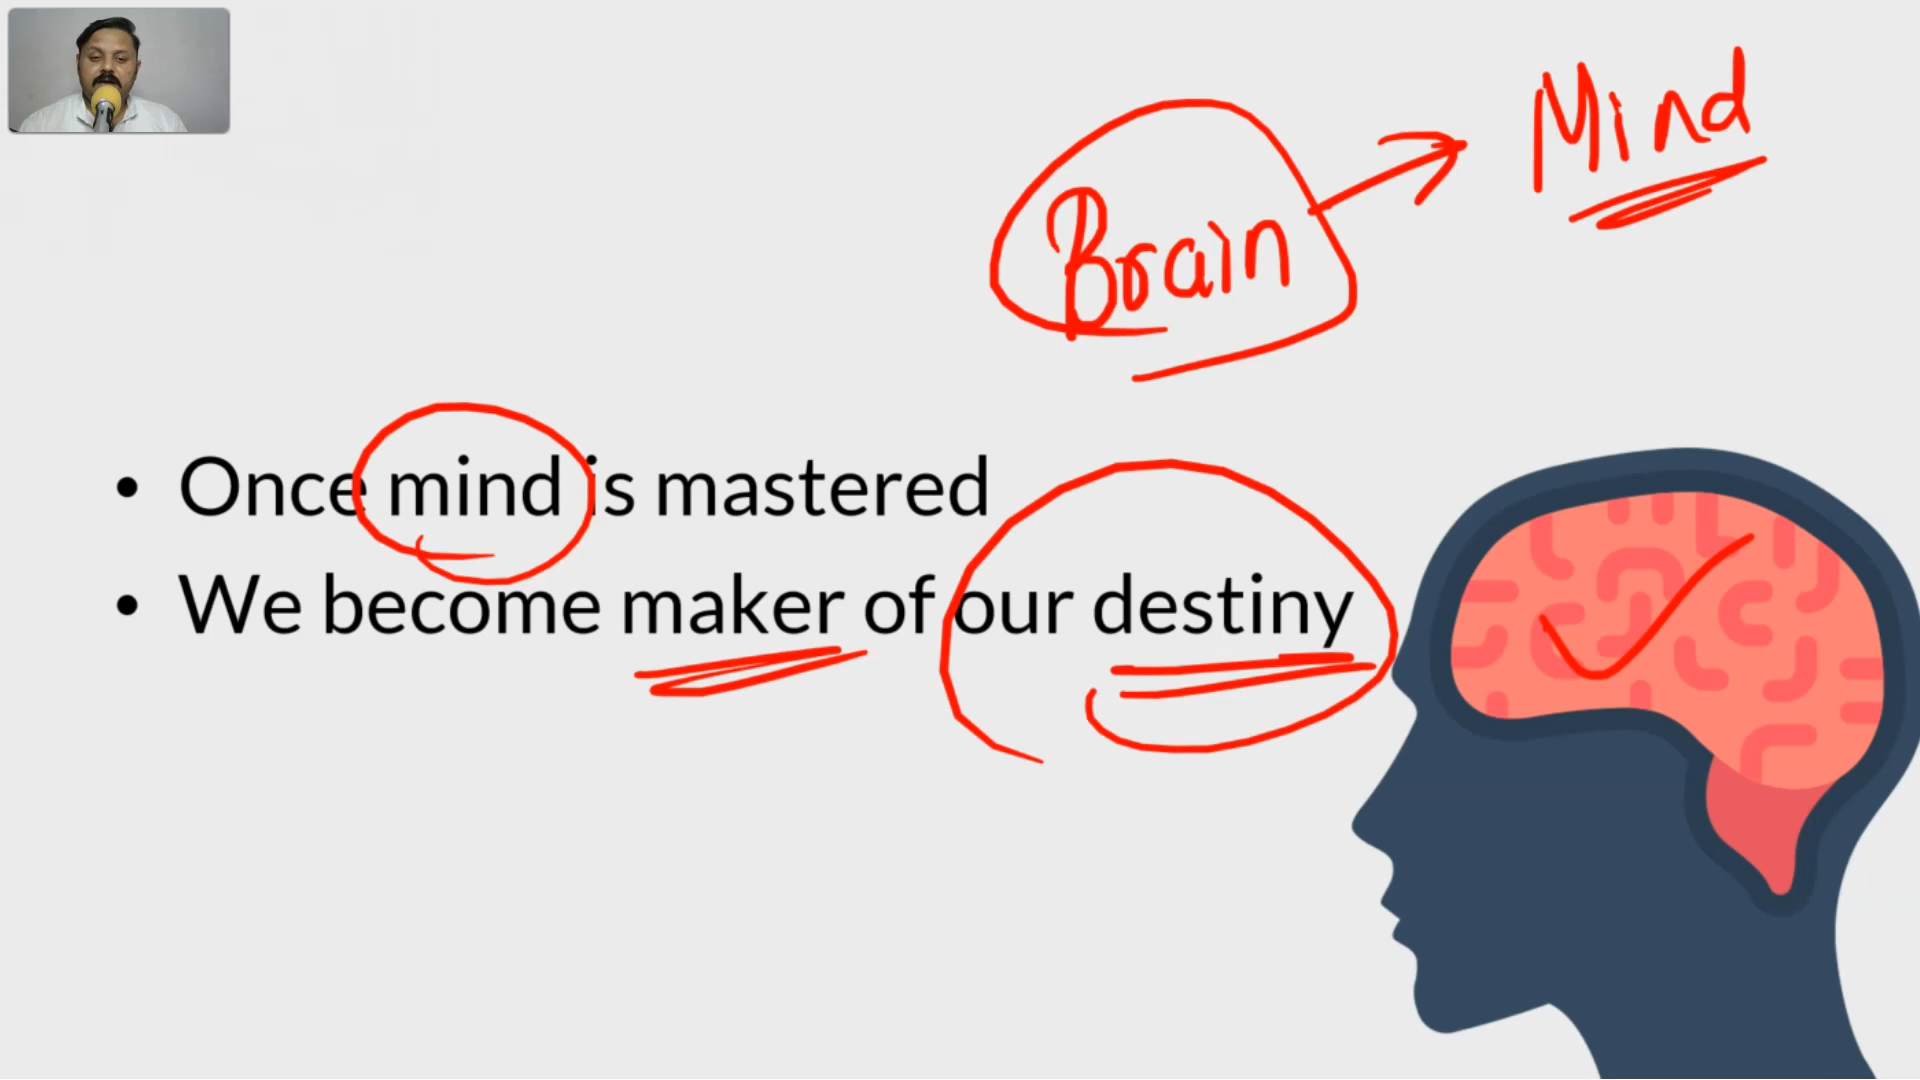 Mind
Brain
• Once mind is mastered
• We become maker of our destiny